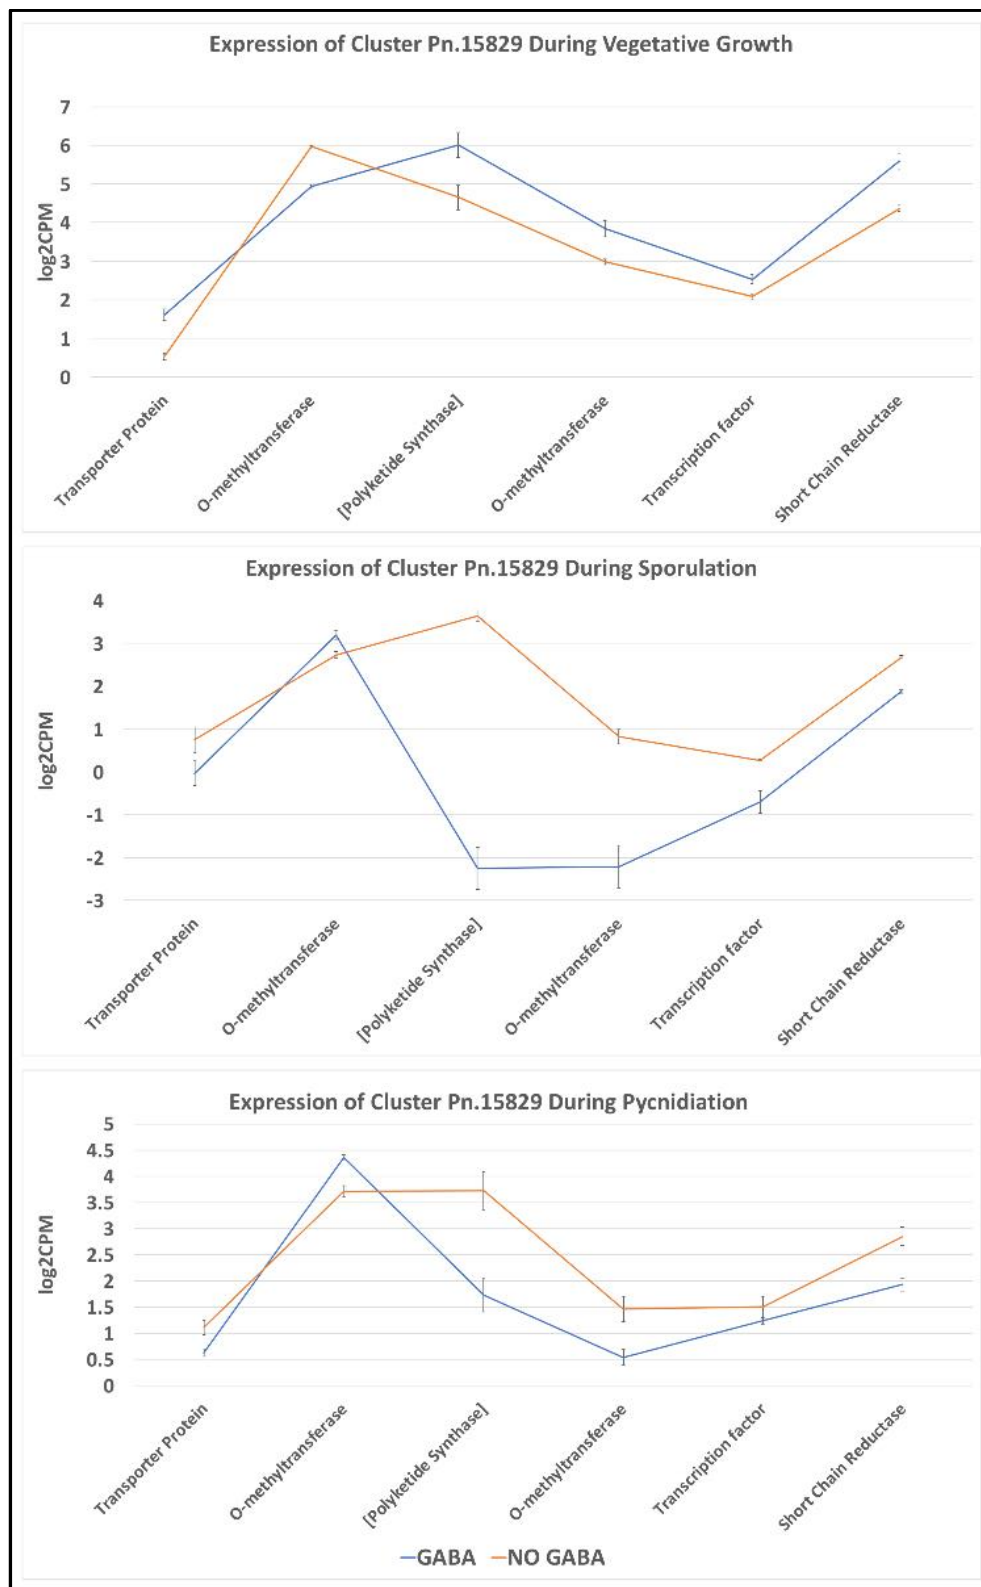 Expression of Cluster Pn.15829 During Vegetative Growth
7
6
5
4
3
2
1
0
log2CPM
Transporter Protein
O-methyltransferase
[Polyketide Synthase]
O-methyltransferase
Transcription factor
Short Chain Reductase
Expression of Cluster Pn.15829 During Sporulation
4
3
2
1
0
-1
-2
-3
log2CPM
Transporter Protein
O-methyltransferase
[Polyketide Synthase]
O-methyltransferase
Transcription factor
Short Chain Reductase
Expression of Cluster Pn.15829 During Pycnidiation
5
4.5
4
3.5
3
2.5
2
1.5
1
0.5
0
log2CPM
Transporter Protein
O-methyltransferase
[Polyketide Synthase]
O-methyltransferase
Transcription factor
Short Chain Reductase
GABA NO GABA